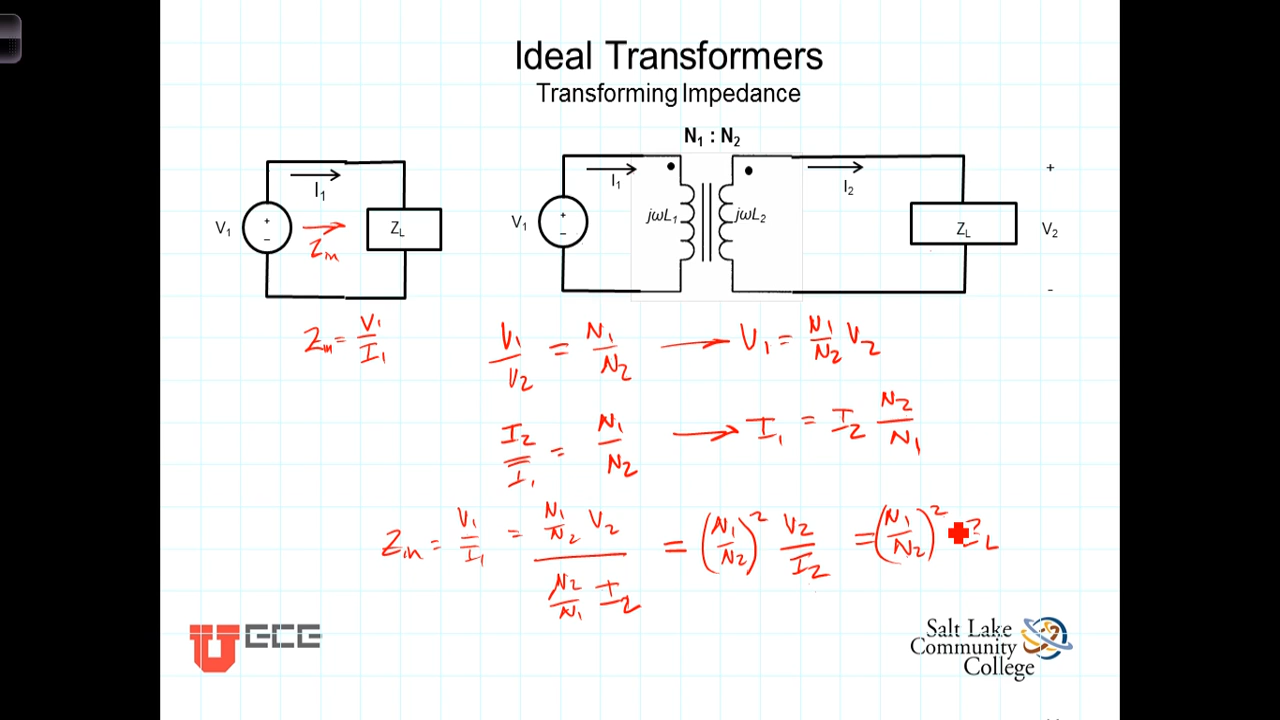 Ideal Transformers
Transforming Impedance
N₁ : N₂
I₁
V₁
+
−
Z_L
Z_in
I₁
V₁
+
−
jωL₁
jωL₂
I₂
Z_L
+
V₂
-
Z_in = V₁/I₁
V₁/V₂ = N₁/N₂ → V₁ = N₁/N₂ V₂
I₂/I₁ = N₁/N₂ → I₁ = I₂ N₂/N₁
Z_in = V₁/I₁ = (N₁/N₂ V₂)/(N₂/N₁ I₂) = (N₁/N₂)² V₂/I₂ = (N₁/N₂)² Z_L
U ECE
Salt Lake
Community
College